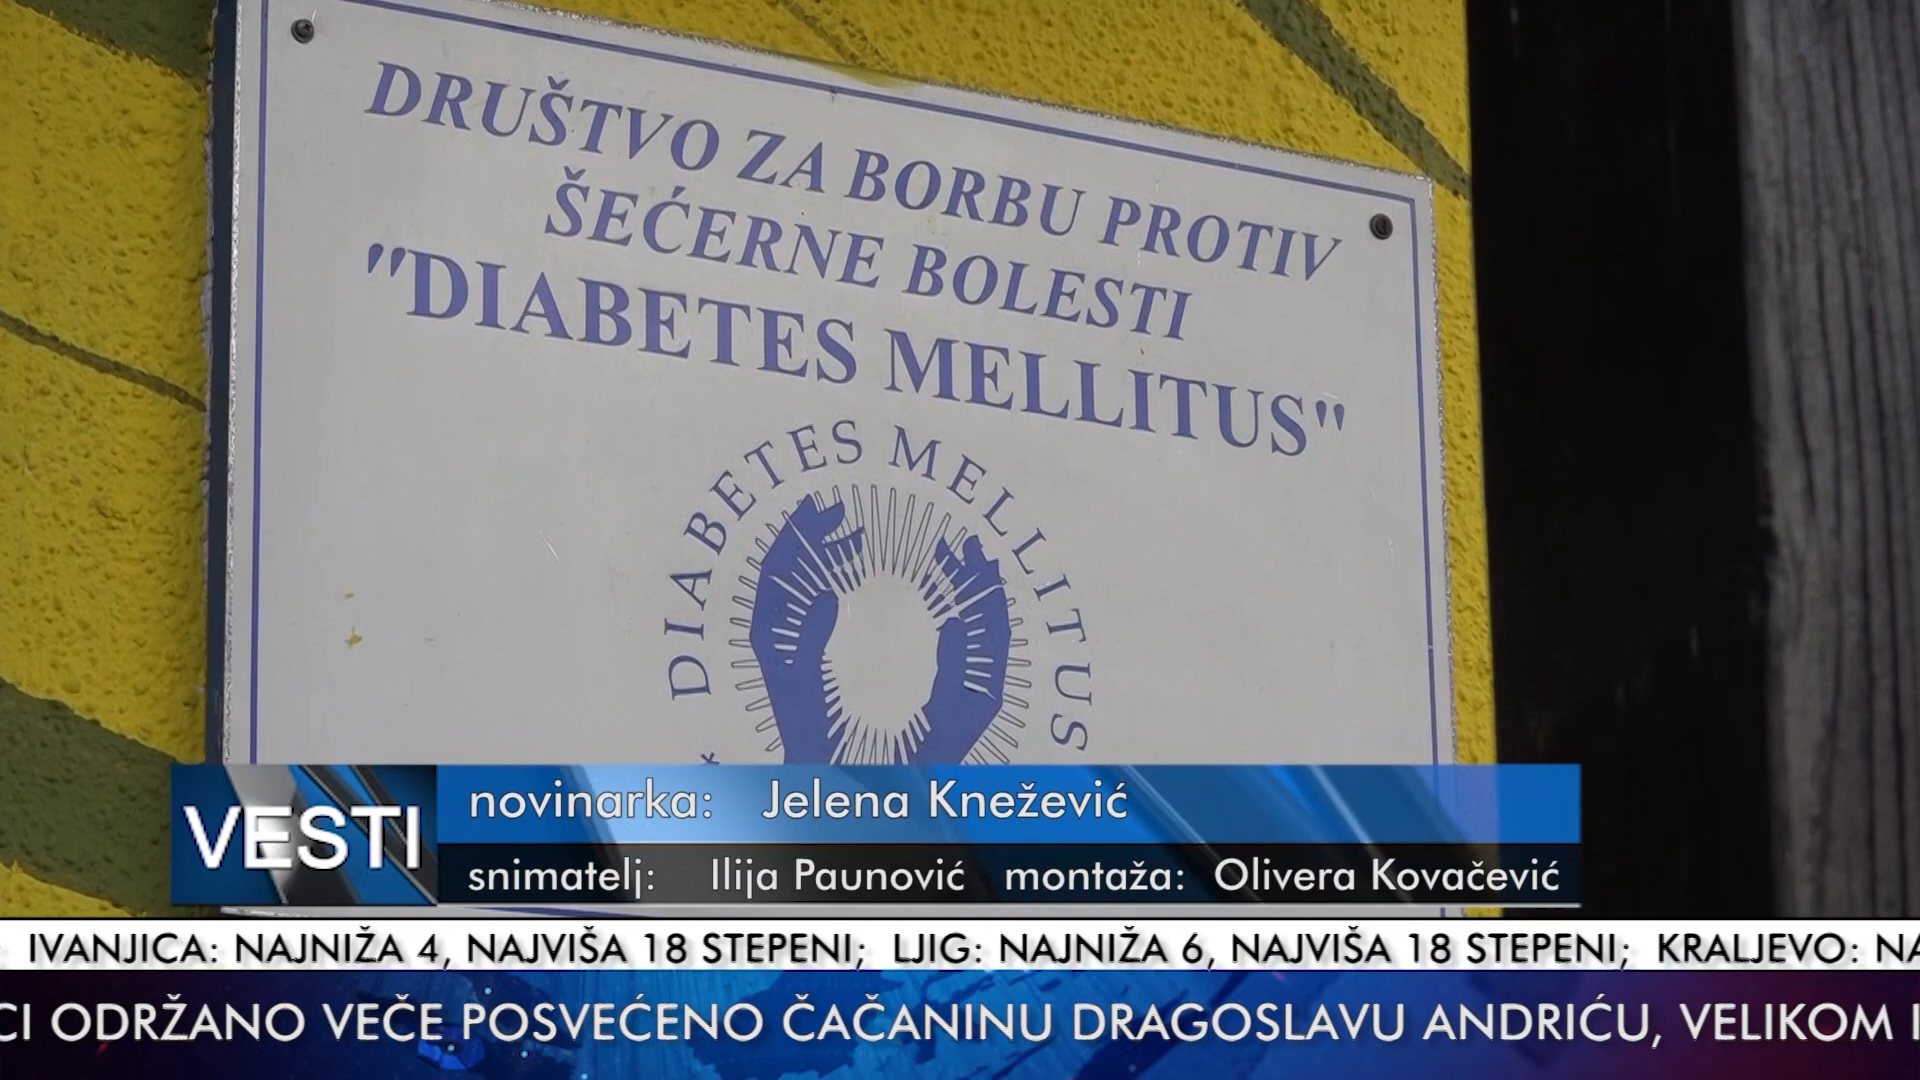 DRUŠTVO ZA BORBU PROTIV
ŠEĆERNE BOLESTI
"DIABETES MELLITUS"
DIABETES MELLITUS
VESTI
novinarka: Jelena Knežević
snimatelj: Ilija Paunović montaža: Olivera Kovačević
IVANJICA: NAJNIŽA 4, NAJVIŠA 18 STEPENI; LJIG: NAJNIŽA 6, NAJVIŠA 18 STEPENI; KRALJEVO:
ODRŽANO VEČE POSVEĆENO ČAČANINU DRAGOSLAVU ANDRIĆU, VELIKOM